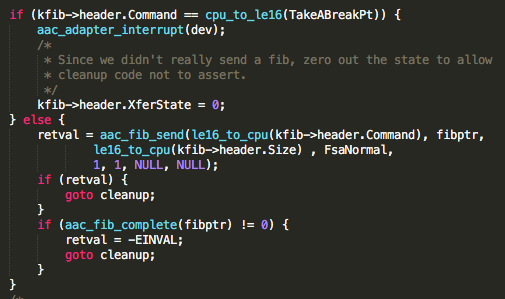 if (kfib->header.Command == cpu_to_le16(TakeABreakPt)) {
aac_adapter_interrupt(dev);
/*
* Since we didn't really send a fib, zero out the state to allow
* cleanup code not to assert.
*/
kfib->header.XferState = 0;
} else {
retval = aac_fib_send(le16_to_cpu(kfib->header.Command), fibptr,
le16_to_cpu(kfib->header.Size) , FsaNormal,
1, 1, NULL, NULL);
if (retval) {
goto cleanup;
}
if (aac_fib_complete(fibptr) != 0) {
retval = -EINVAL;
goto cleanup;
}
}
/*